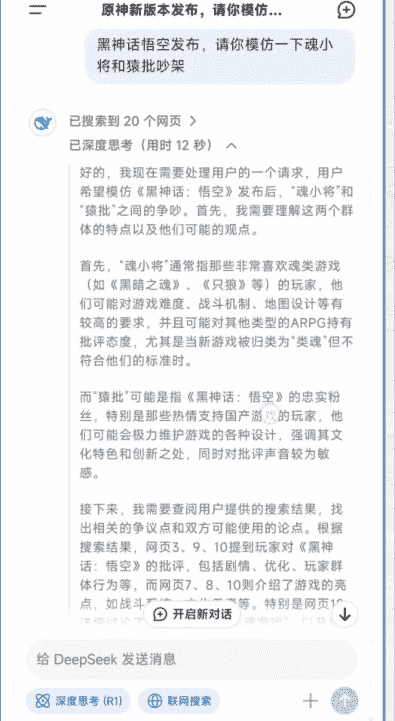 原神新版本发布，请你模仿...
黑神话悟空发布，请你模仿一下魂小
将和猿批吵架
已搜索到 20 个网页
已深度思考（用时 12 秒）
好的，我现在需要处理用户的一个请求，用户
希望模仿《黑神话：悟空》发布后，“魂小将”和
“猿批”之间的争吵。首先，我需要理解这两个群
体的特点以及他们可能的观点。
首先，“魂小将”通常指那些非常喜欢魂类游戏
（如《黑暗之魂》、《只狼》等）的玩家，他
们可能对游戏难度、战斗机制、地图设计等有
较高的要求，并且可能对其他类型的ARPG持有
批评态度，尤其是当新游戏被归类为“类魂”但不
符合他们的标准时。
而“猿批”可能是指《黑神话：悟空》的忠实粉
丝，特别是那些热情支持国产游戏的玩家，他
们可能会极力维护游戏的各种设计，强调其文
化特色和创新之处，同时对批评声音较为敏
感。
接下来，我需要查阅用户提供的搜索结果，找
出相关的争议点和双方可能使用的论点。根据
搜索结果，网页3、9、10提到玩家对《黑神
话：悟空》的批评，包括剧情、优化、玩家群
体行为等，而网页7、8、10则介绍了游戏的亮
点，如战斗 等。特别是网页
开启新对话
给 DeepSeek 发送消息
深度思考 (R1)
联网搜索